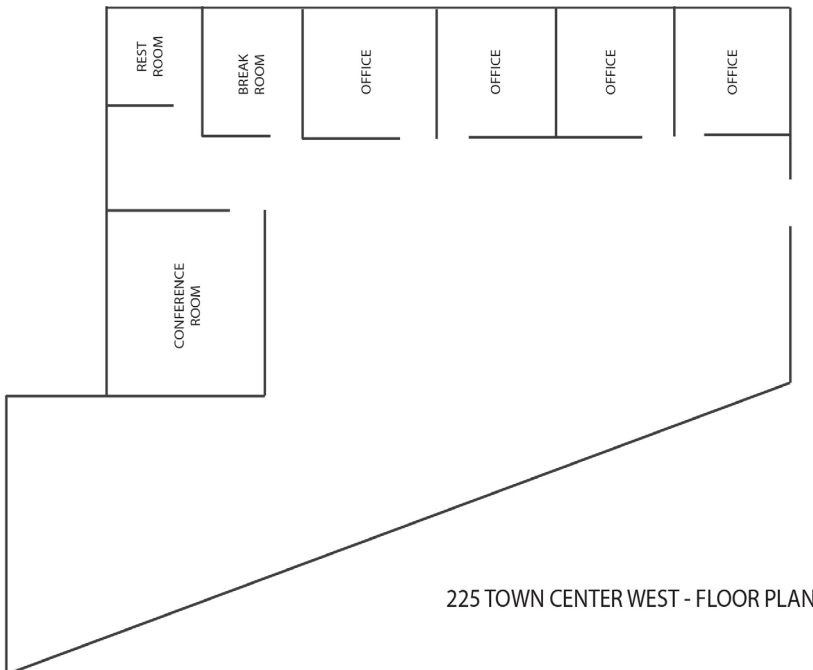 REST
ROOM
BREAK
ROOM
OFFICE
OFFICE
OFFICE
OFFICE
CONFERENCE
ROOM
225 TOWN CENTER WEST - FLOOR PLAN